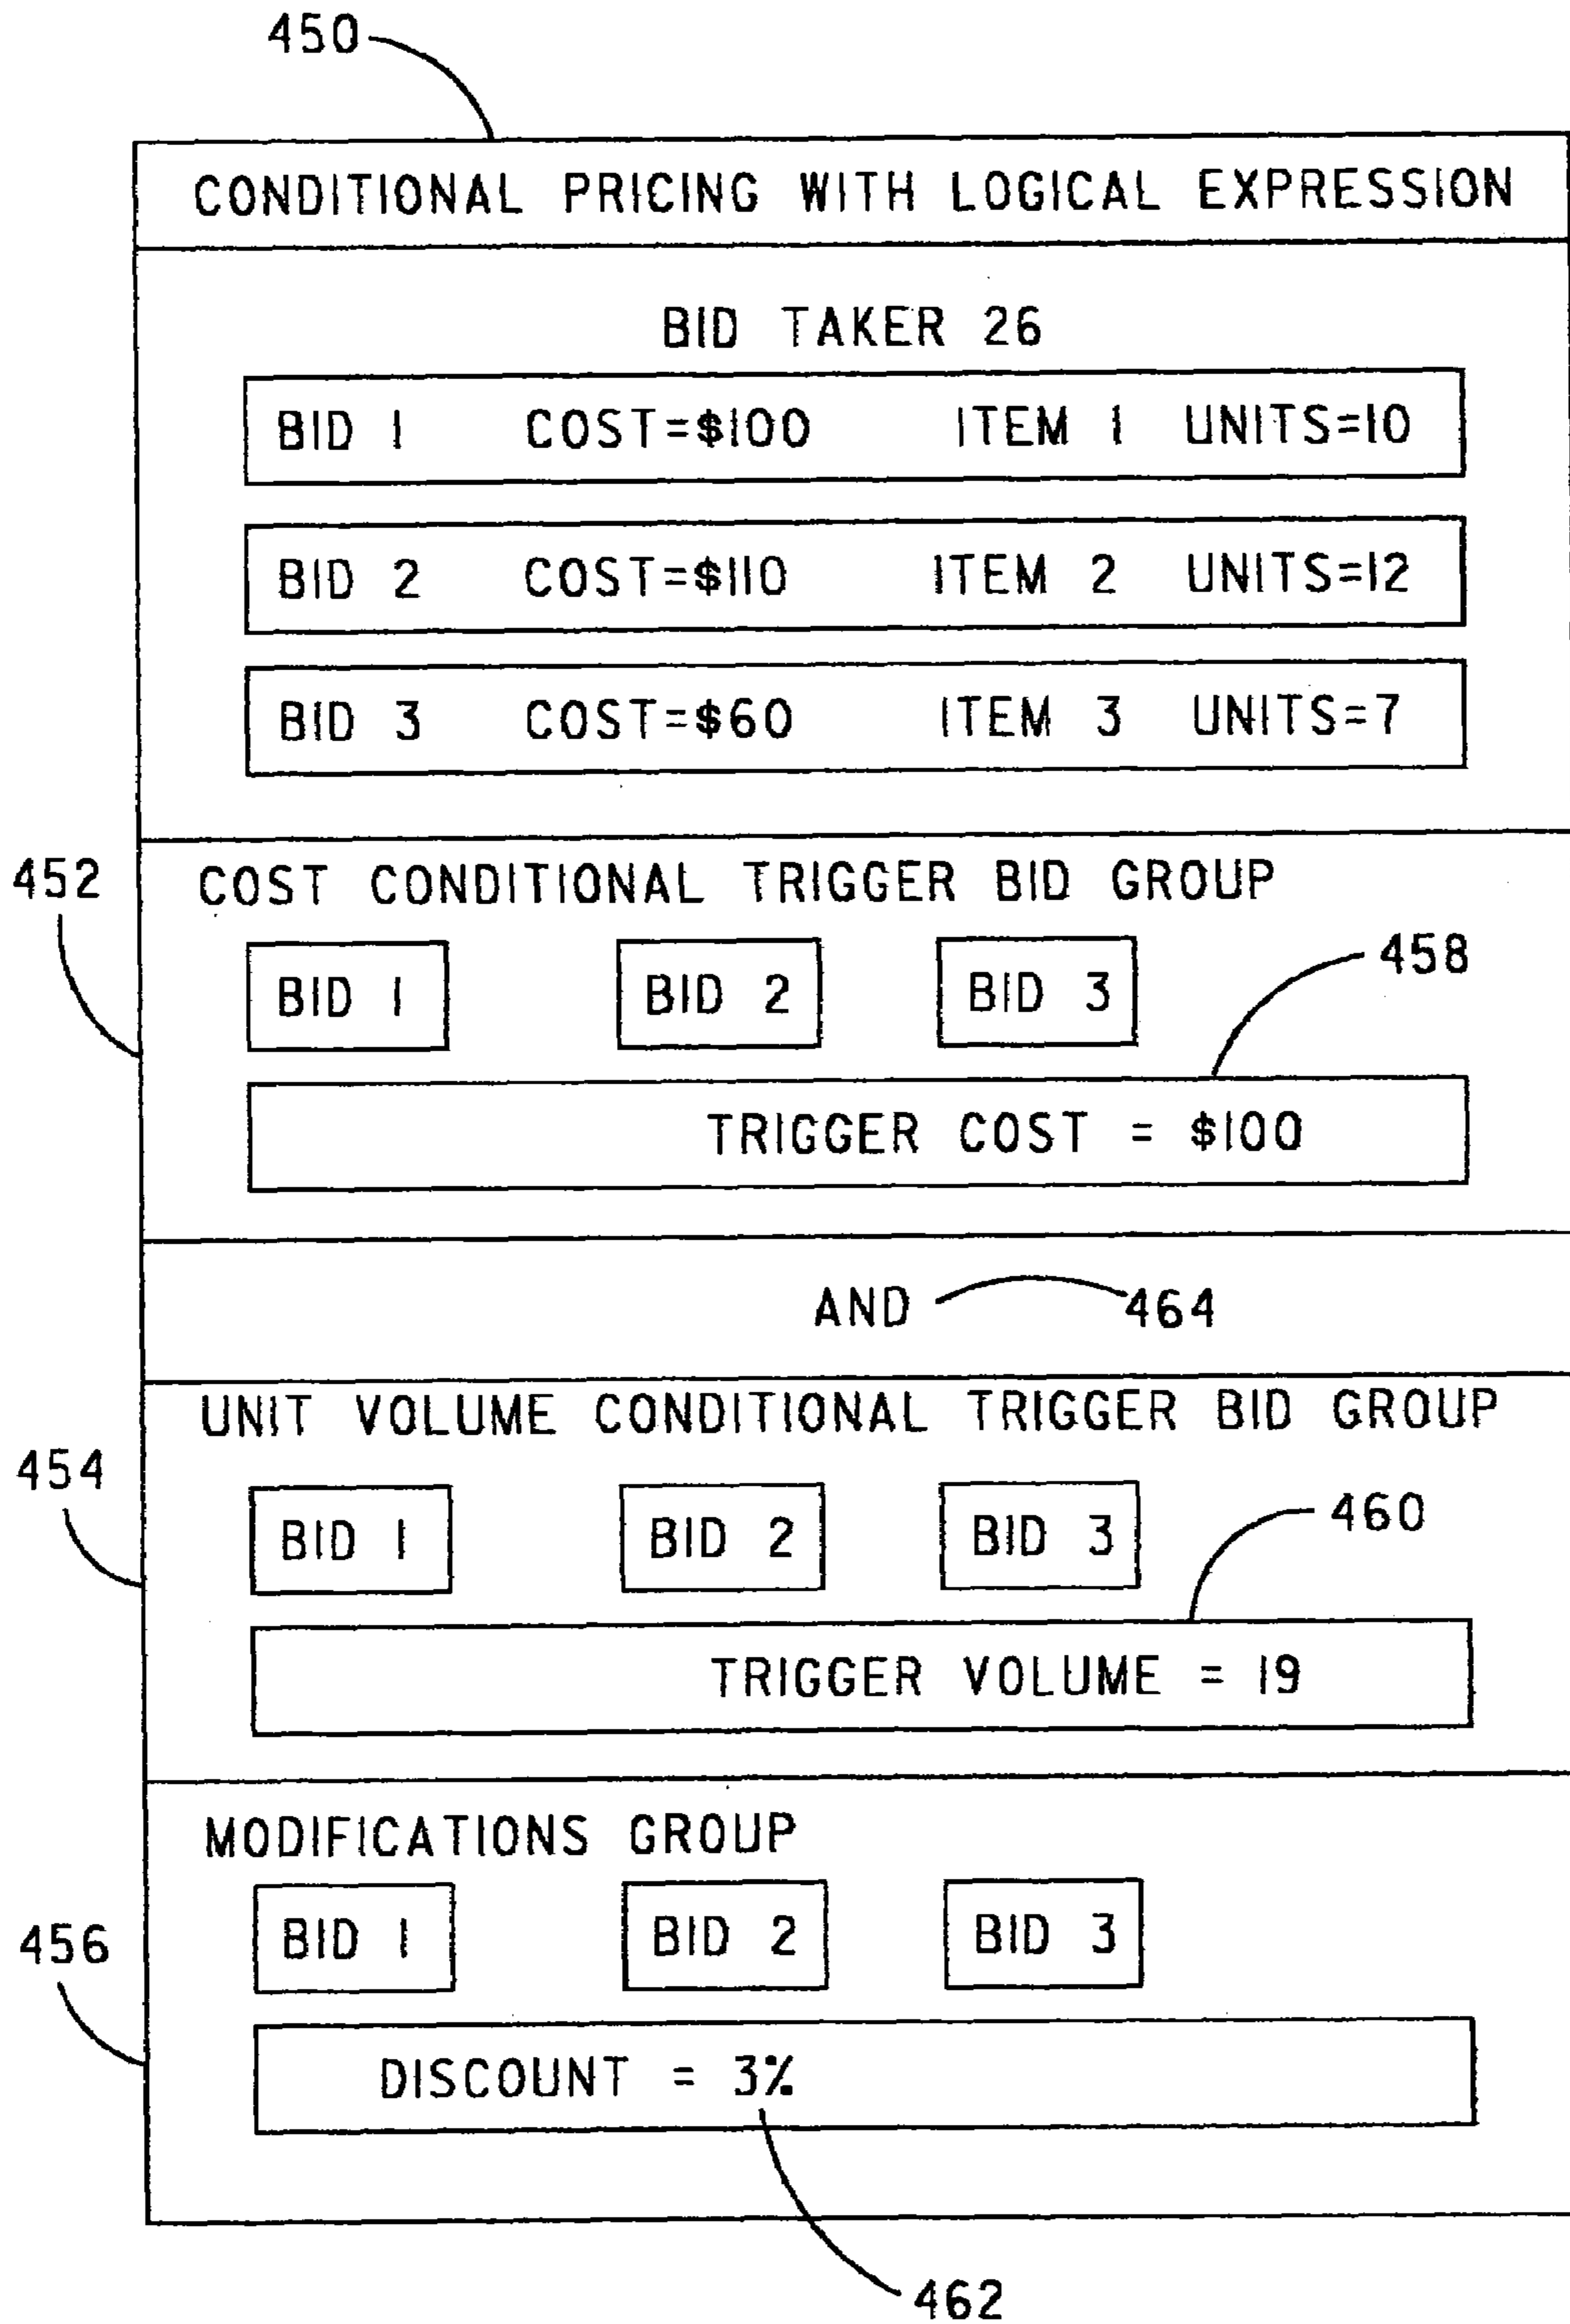 450
CONDITIONAL PRICING WITH LOGICAL EXPRESSION
BID TAKER 26
BID 1 COST=$100 ITEM 1 UNITS=10
BID 2 COST=$110 ITEM 2 UNITS=12
BID 3 COST=$60 ITEM 3 UNITS=7
452
COST CONDITIONAL TRIGGER BID GROUP
BID 1 BID 2 BID 3
458
TRIGGER COST = $100
AND 464
UNIT VOLUME CONDITIONAL TRIGGER BID GROUP
454
BID 1 BID 2 BID 3
460
TRIGGER VOLUME = 19
MODIFICATIONS GROUP
456
BID 1 BID 2 BID 3
DISCOUNT = 3%
462